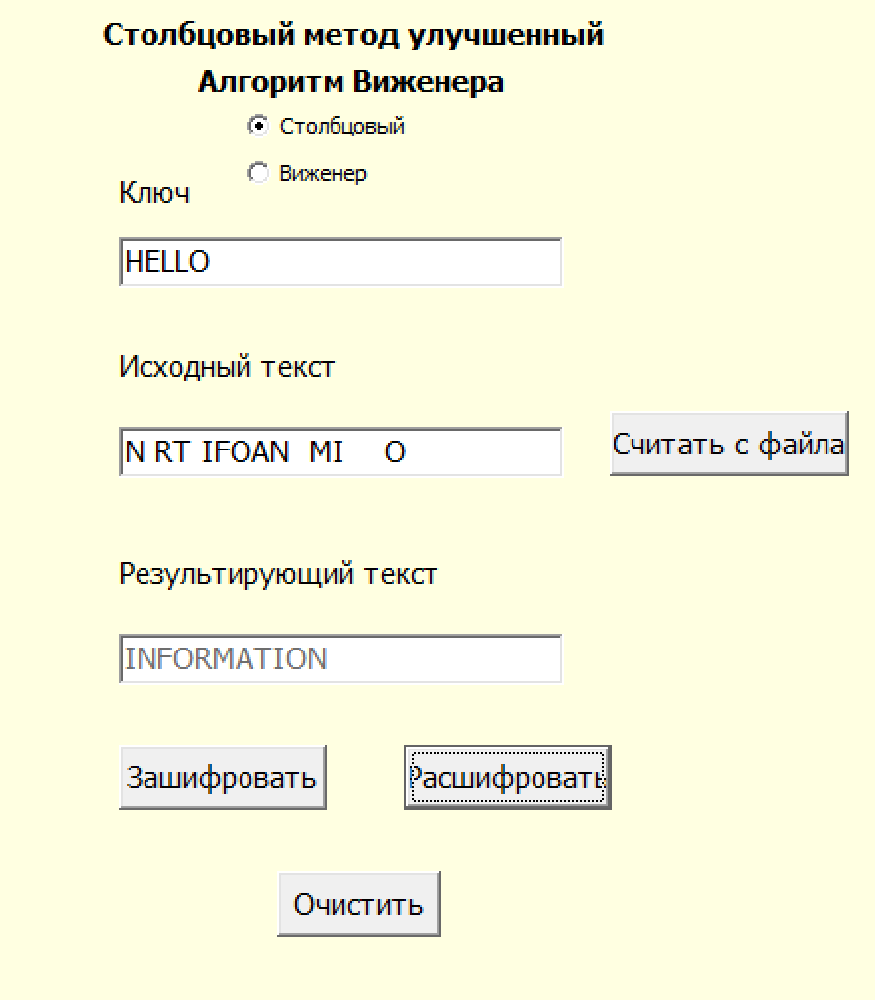 Столбцовый метод улучшенный
Алгоритм Виженера
Столбцовый
Виженер
Ключ
HELLO
Исходный текст
N RT IFOAN  MI    O
Считать с файла
Результирующий текст
INFORMATION
Зашифровать
Расшифровать
Очистить